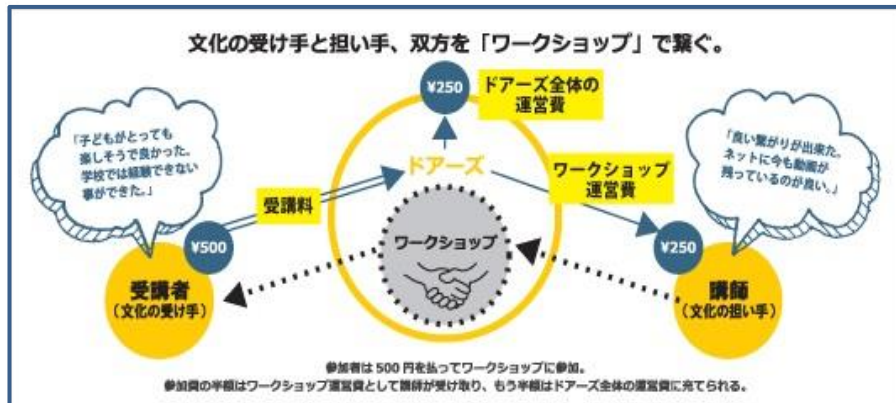 文化の受け手と担い手、双方を「ワークショップ」で繋ぐ。
¥250
ドアーズ全体の
運営費
「子どもがとっても
楽しそうで良かった。
学校では経験できない
事ができた。」
「良い繋がりが出来た。
ネットに今も動画が
残っているのが良い。」
ドアーズ
ワークショップ
運営費
受講料
¥500
ワークショップ
¥250
受講者
(文化の受け手)
講師
(文化の担い手)
参加者は 500 円を払ってワークショップに参加。
参加費の半額はワークショップ運営費として講師が受け取り、もう半額はドアーズ全体の運営費に充てられる。